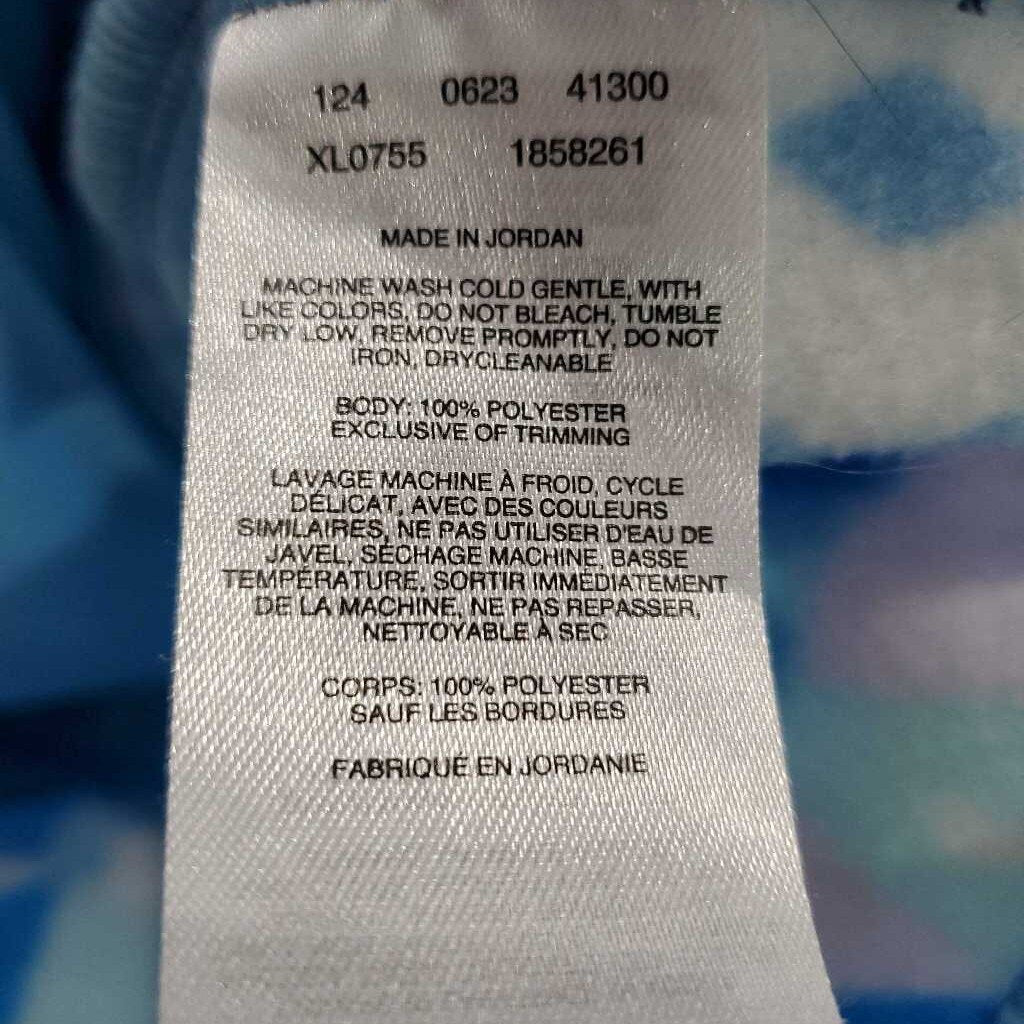 124 0623 41300
XL0755 1858261
MADE IN JORDAN
MACHINE WASH COLD GENTLE, WITH
LIKE COLORS, DO NOT BLEACH, TUMBLE
DRY LOW, REMOVE PROMPTLY, DO NOT
IRON, DRYCLEANABLE
BODY: 100% POLYESTER
EXCLUSIVE OF TRIMMING
LAVAGE MACHINE À FROID, CYCLE
DÉLICAT, AVEC DES COULEURS
SIMILAIRES, NE PAS UTILISER D'EAU DE
JAVEL, SÉCHAGE MACHINE, BASSE
TEMPÉRATURE, SORTIR IMMÉDIATEMENT
DE LA MACHINE, NE PAS REPASSER,
NETTOYABLE À SEC
CORPS: 100% POLYESTER
SAUF LES BORDURES
FABRIQUÉ EN JORDANIE